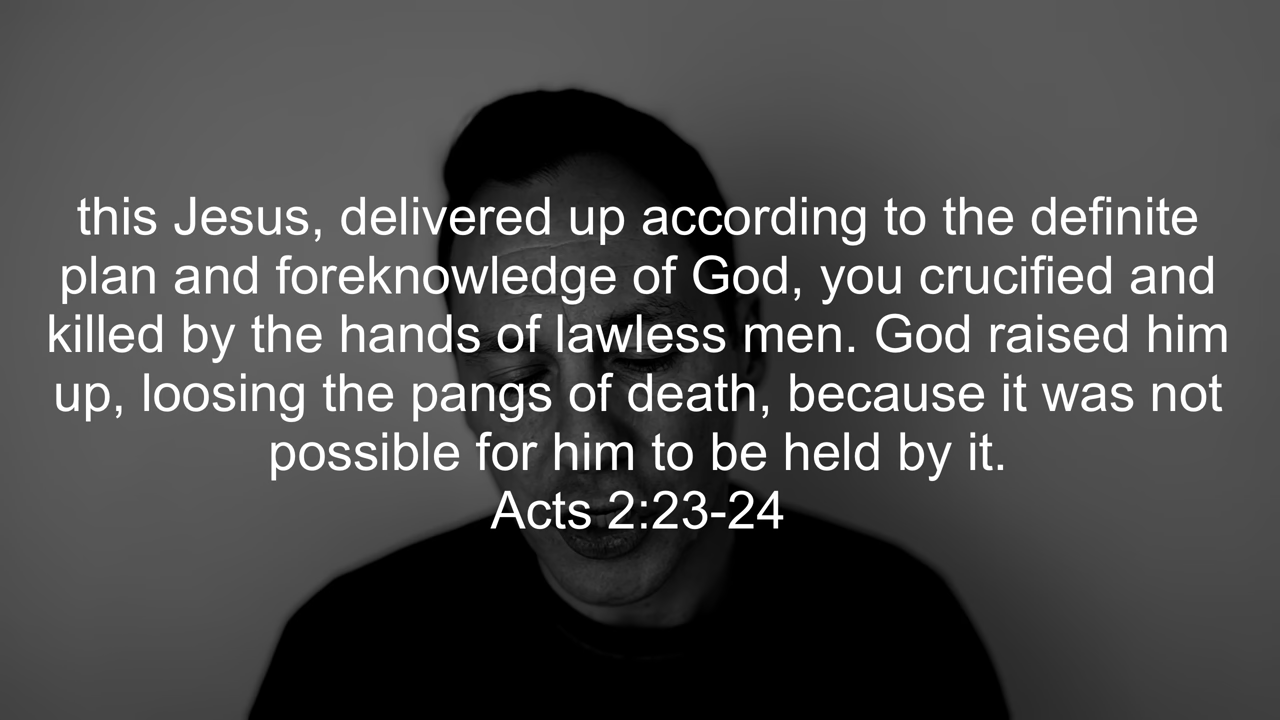 this Jesus, delivered up according to the definite
plan and foreknowledge of God, you crucified and
killed by the hands of lawless men. God raised him
up, loosing the pangs of death, because it was not
possible for him to be held by it.
Acts 2:23-24